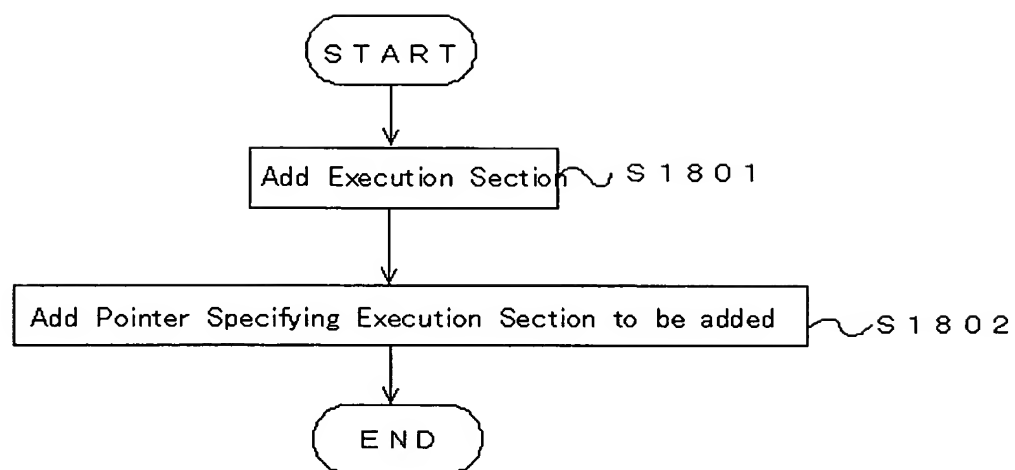 START
Add Execution Section
S1801
Add Pointer Specifying Execution Section to be added
S1802
END